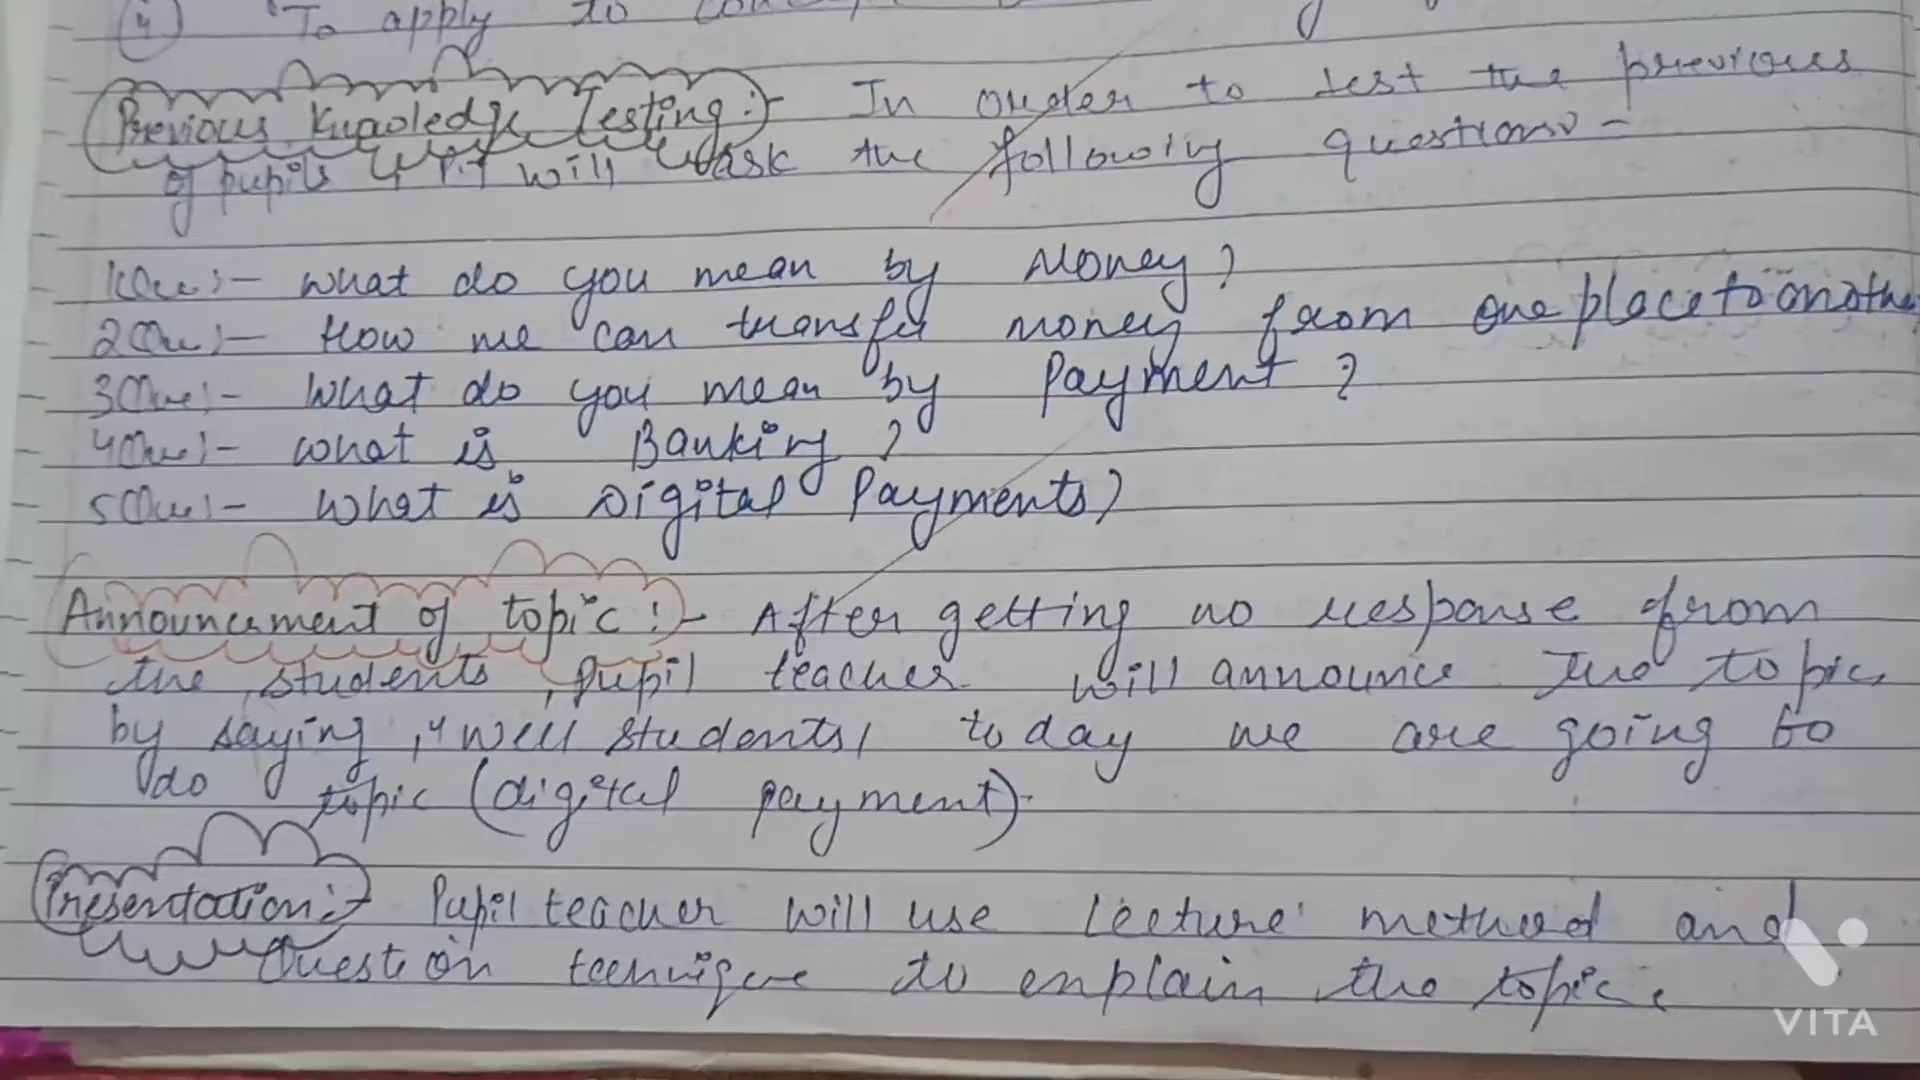 4) To apply to
Previous Knowledge Testing:- In order to test the previous
of pupils, P.T will ask the following questions -
1Que:- What do you mean by Money?
2Que:- How we can transfer money from one place to another
3Que:- What do you mean by Payment?
4Que:- What is Banking?
5Que:- What is Digital Payments?
Announcement of topic:- After getting no response from
the students, pupil teacher will announce the topic
by saying, "Well students, today we are going to
do topic (digital payment).
Presentation:- Pupil teacher will use lecture method and
Question technique to explain the topic.
VITA